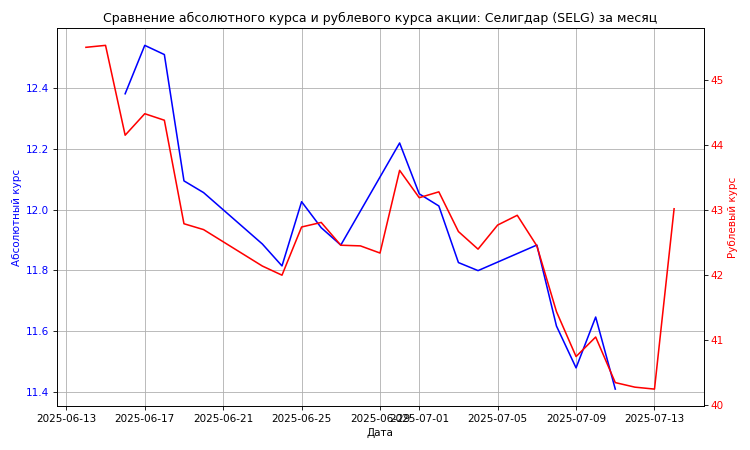 Сравнение абсолютного курса и рублевого курса акции: Селигдар (SELG) за месяц
Абсолютный курс
12.4
12.2
12.0
11.8
11.6
11.4
45
44
43
42
41
40
Рублевый курс
2025-06-13 2025-06-17 2025-06-21 2025-06-25 2025-06-29 2025-07-01 2025-07-05 2025-07-09 2025-07-13
Дата